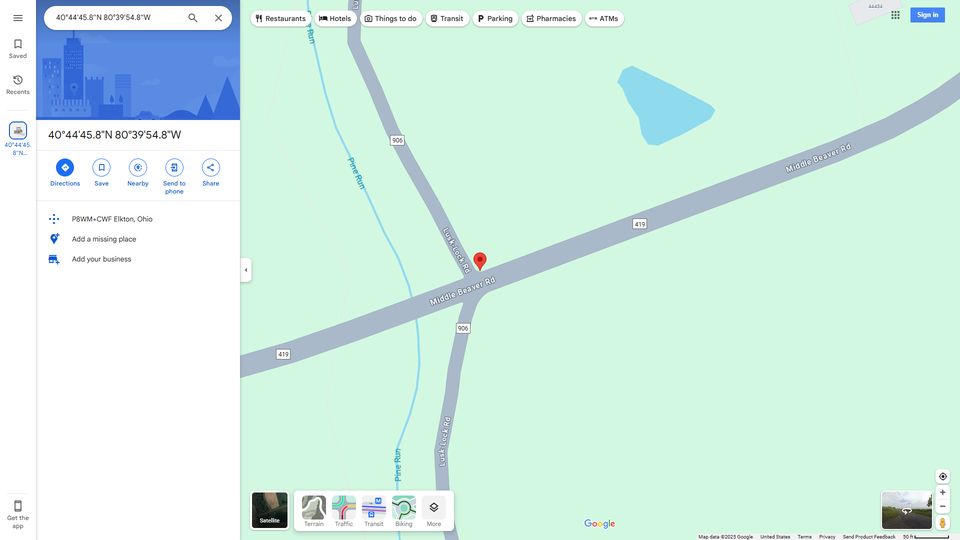 40°44'45.8"N 80°39'54.8"W
Restaurants
Hotels
Things to do
Transit
Parking
Pharmacies
ATMs
44434
Sign in
Saved
Recents
40°44'45.
8"N...
40°44'45.8"N 80°39'54.8"W
Directions
Save
Nearby
Send to
phone
Share
P8WM+CWF Elkton, Ohio
Add a missing place
Add your business
Run
906
Pine Run
Lusk Lock Rd
Middle Beaver Rd
419
Middle Beaver Rd
906
419
Lusk Lock Rd
Pine Run
Get the
app
Satellite
Terrain
Traffic
Transit
Biking
More
Google
Map data ©2025 Google
United States
Terms
Privacy
Send Product Feedback
50 ft